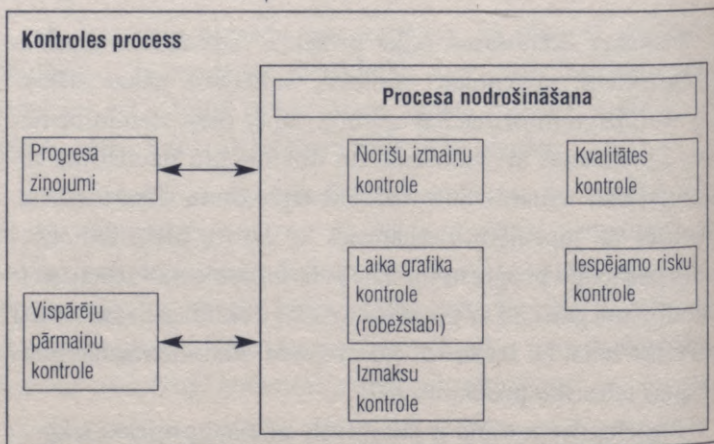 Kontroles process
Procesa nodrošināšana
Progresa
ziņojumi
Norišu izmaiņu
kontrole
Kvalitātes
kontrole
Vispārēju
pārmaiņu
kontrole
Laika grafika
kontrole
(robežstabi)
Iespējamo risku
kontrole
Izmaksu
kontrole